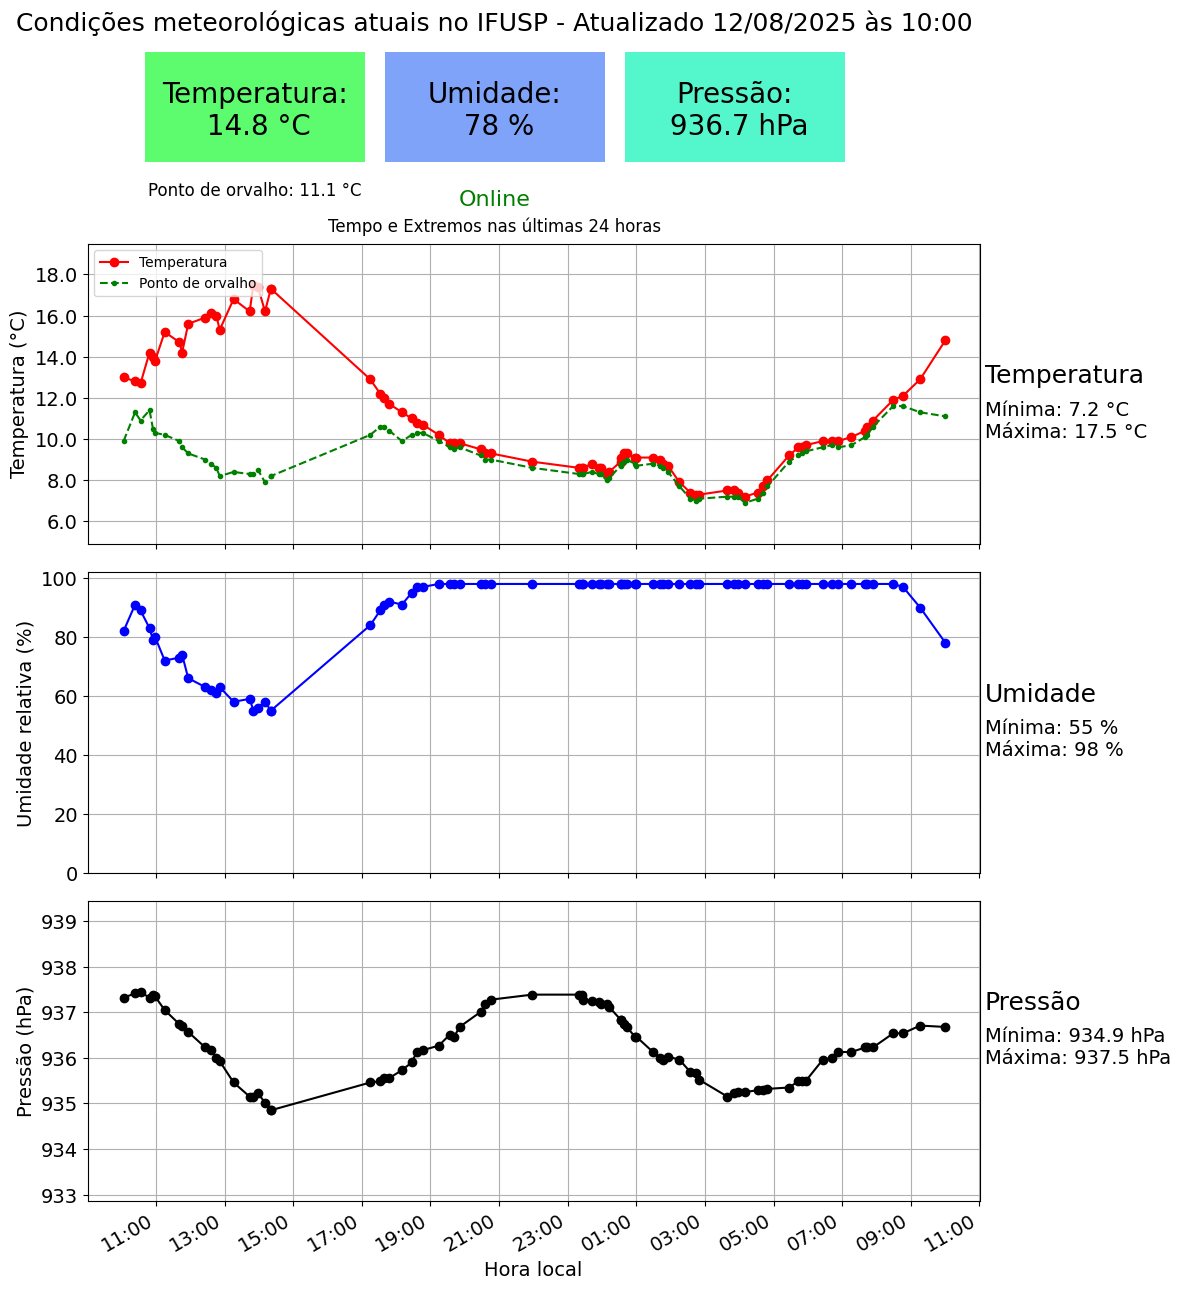 Condições meteorológicas atuais no IFUSP - Atualizado 12/08/2025 às 10:00
Temperatura:
14.8 °C
Umidade:
78 %
Pressão:
936.7 hPa
Ponto de orvalho: 11.1 °C
Online
Tempo e Extremos nas últimas 24 horas
Temperatura
Ponto de orvalho
Temperatura (°C)
18.0
16.0
14.0
12.0
10.0
8.0
6.0
Temperatura
Mínima: 7.2 °C
Máxima: 17.5 °C
Umidade relativa (%)
100
80
60
40
20
0
Umidade
Mínima: 55 %
Máxima: 98 %
Pressão (hPa)
939
938
937
936
935
934
933
Pressão
Mínima: 934.9 hPa
Máxima: 937.5 hPa
11:00
13:00
15:00
17:00
19:00
21:00
23:00
01:00
03:00
05:00
07:00
09:00
11:00
Hora local